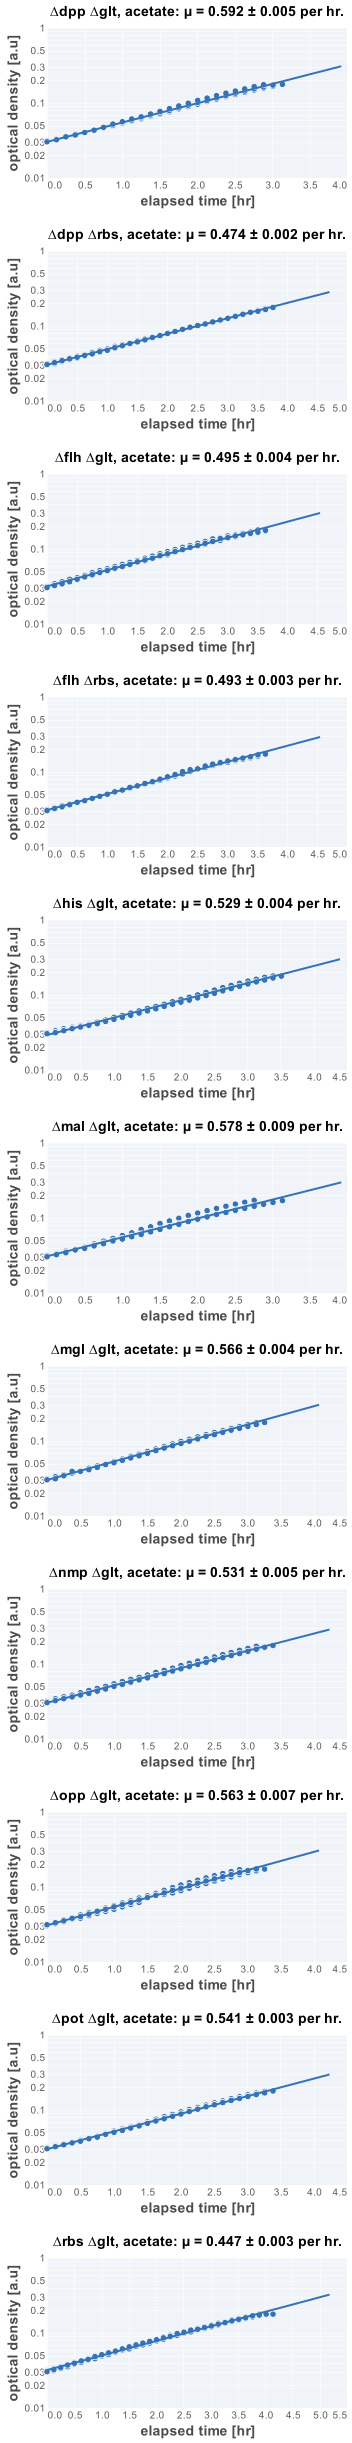 ∆dpp ∆glt, acetate: µ = 0.592 ± 0.005 per hr.
optical density [a.u]
1
0.5
0.3
0.2
0.1
0.05
0.03
0.02
0.01
0.0 0.5 1.0 1.5 2.0 2.5 3.0 3.5 4.0
elapsed time [hr]
∆dpp ∆rbs, acetate: µ = 0.474 ± 0.002 per hr.
optical density [a.u]
1
0.5
0.3
0.2
0.1
0.05
0.03
0.02
0.01
0.0 0.5 1.0 1.5 2.0 2.5 3.0 3.5 4.0 4.5 5.0
elapsed time [hr]
∆flh ∆glt, acetate: µ = 0.495 ± 0.004 per hr.
optical density [a.u]
1
0.5
0.3
0.2
0.1
0.05
0.03
0.02
0.01
0.0 0.5 1.0 1.5 2.0 2.5 3.0 3.5 4.0 4.5 5.0
elapsed time [hr]
∆flh ∆rbs, acetate: µ = 0.493 ± 0.003 per hr.
optical density [a.u]
1
0.5
0.3
0.2
0.1
0.05
0.03
0.02
0.01
0.0 0.5 1.0 1.5 2.0 2.5 3.0 3.5 4.0 4.5 5.0
elapsed time [hr]
∆his ∆glt, acetate: µ = 0.529 ± 0.004 per hr.
optical density [a.u]
1
0.5
0.3
0.2
0.1
0.05
0.03
0.02
0.01
0.0 0.5 1.0 1.5 2.0 2.5 3.0 3.5 4.0 4.5
elapsed time [hr]
∆mal ∆glt, acetate: µ = 0.578 ± 0.009 per hr.
optical density [a.u]
1
0.5
0.3
0.2
0.1
0.05
0.03
0.02
0.01
0.0 0.5 1.0 1.5 2.0 2.5 3.0 3.5 4.0
elapsed time [hr]
∆mgl ∆glt, acetate: µ = 0.566 ± 0.004 per hr.
optical density [a.u]
1
0.5
0.3
0.2
0.1
0.05
0.03
0.02
0.01
0.0 0.5 1.0 1.5 2.0 2.5 3.0 3.5 4.0 4.5
elapsed time [hr]
∆nmp ∆glt, acetate: µ = 0.531 ± 0.005 per hr.
optical density [a.u]
1
0.5
0.3
0.2
0.1
0.05
0.03
0.02
0.01
0.0 0.5 1.0 1.5 2.0 2.5 3.0 3.5 4.0 4.5
elapsed time [hr]
∆opp ∆glt, acetate: µ = 0.563 ± 0.007 per hr.
optical density [a.u]
1
0.5
0.3
0.2
0.1
0.05
0.03
0.02
0.01
0.0 0.5 1.0 1.5 2.0 2.5 3.0 3.5 4.0 4.5
elapsed time [hr]
∆pot ∆glt, acetate: µ = 0.541 ± 0.003 per hr.
optical density [a.u]
1
0.5
0.3
0.2
0.1
0.05
0.03
0.02
0.01
0.0 0.5 1.0 1.5 2.0 2.5 3.0 3.5 4.0 4.5
elapsed time [hr]
∆rbs ∆glt, acetate: µ = 0.447 ± 0.003 per hr.
optical density [a.u]
1
0.5
0.3
0.2
0.1
0.05
0.03
0.02
0.01
0.0 0.5 1.0 1.5 2.0 2.5 3.0 3.5 4.0 4.5 5.0 5.5
elapsed time [hr]